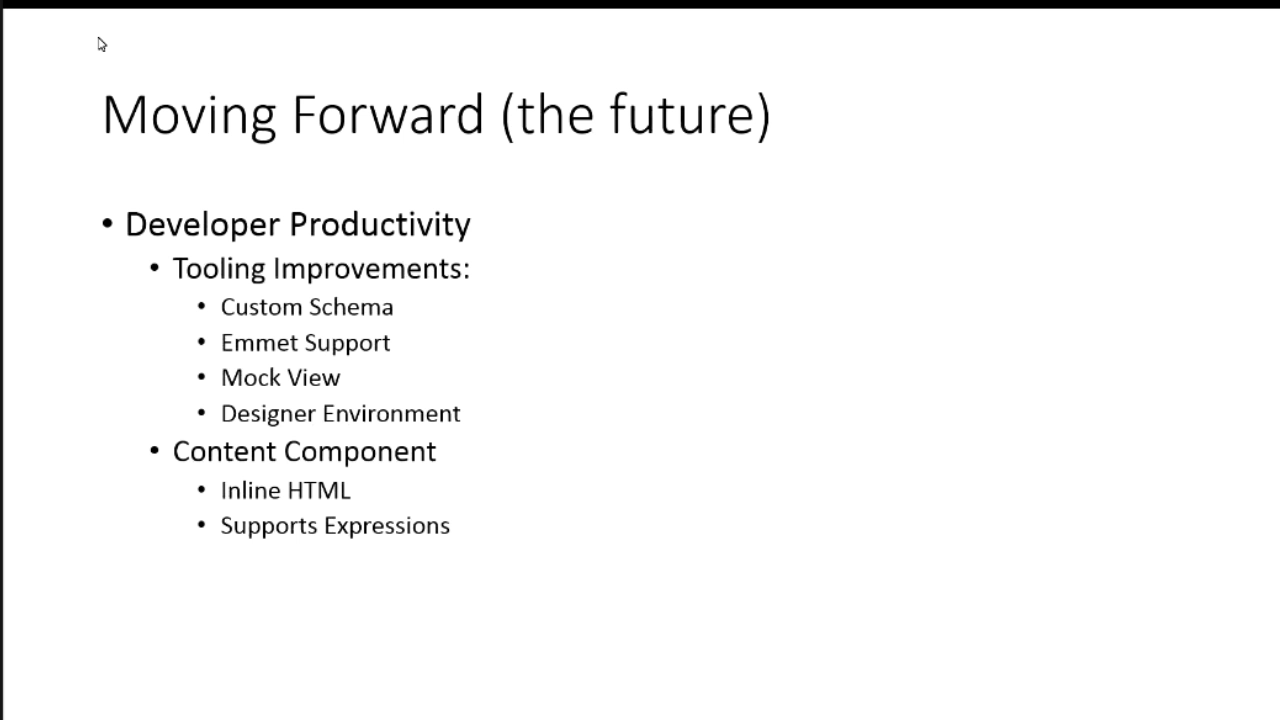 Moving Forward (the future)
• Developer Productivity
• Tooling Improvements:
• Custom Schema
• Emmet Support
• Mock View
• Designer Environment
• Content Component
• Inline HTML
• Supports Expressions